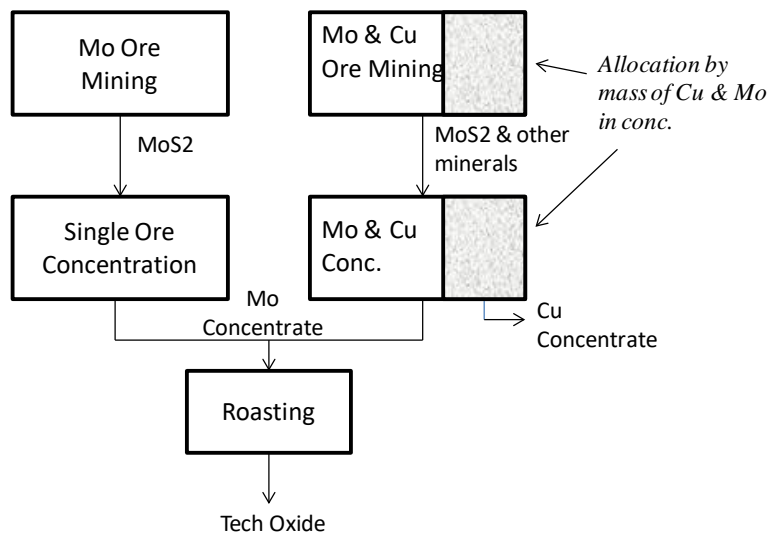 Mo Ore
Mining
Mo & Cu
Ore Mining
Allocation by
mass of Cu & Mo
in conc.
MoS2
MoS2 & other
minerals
Single Ore
Concentration
Mo & Cu
Conc.
Mo
Concentrate
Cu
Concentrate
Roasting
Tech Oxide